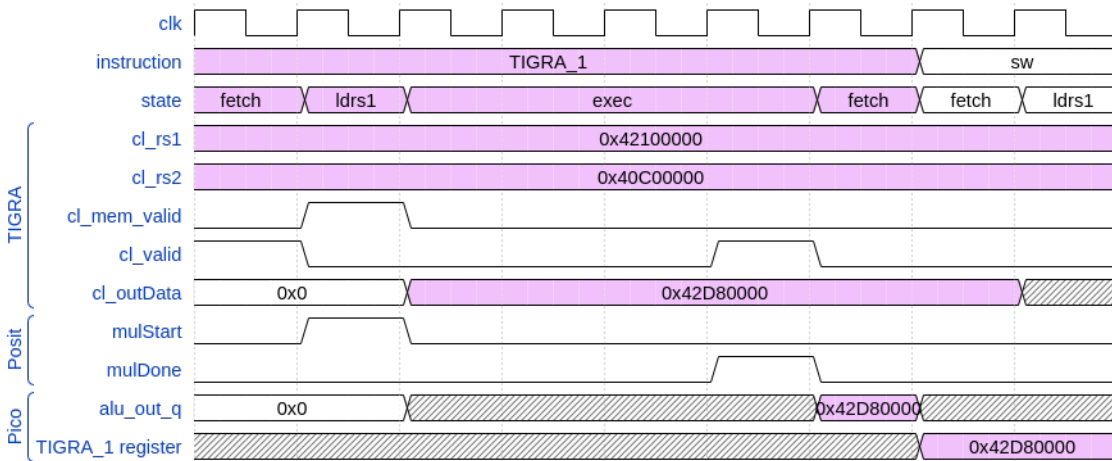 clk
instruction TIGRA_1 sw
state fetch ldrs1 exec fetch fetch ldrs1
TIGRA
cl_rs1 0x42100000
cl_rs2 0x40C00000
cl_mem_valid
cl_valid
cl_outData 0x0 0x42D80000
Posit
mulStart
mulDone
Pico
alu_out_q 0x0 0x42D80000
TIGRA_1 register 0x42D80000